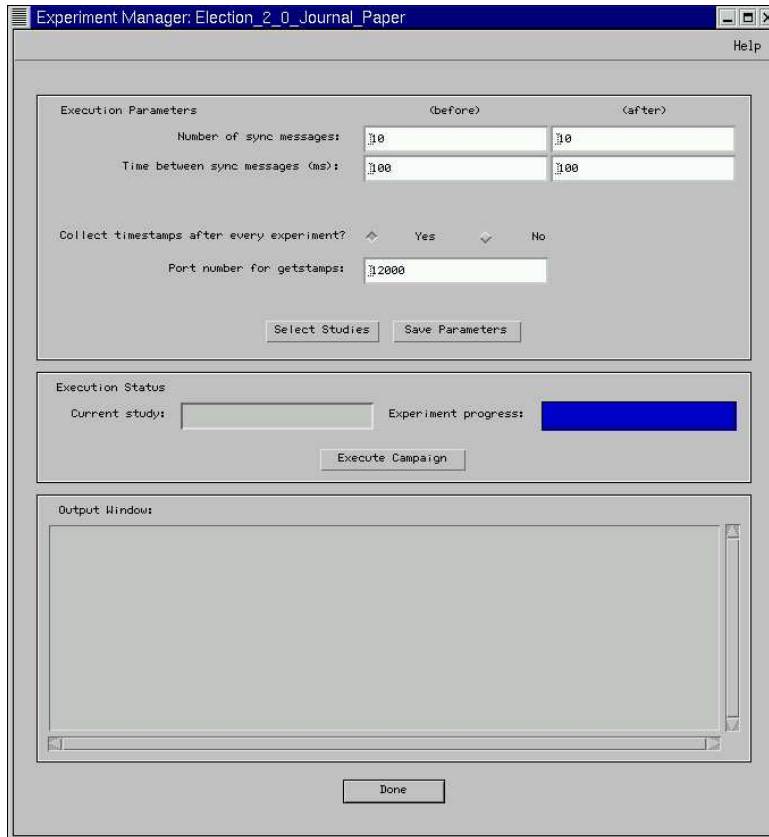 Experiment Manager: Election_2_0_Journal_Paper
Help
Execution Parameters (before) (after)
Number of sync messages: 10 10
Time between sync messages (ms): 100 100
Collect timestamps after every experiment? Yes No
Port number for getstamps: 12000
Select Studies Save Parameters
Execution Status
Current study: Experiment progress:
Execute Campaign
Output Window:
Done